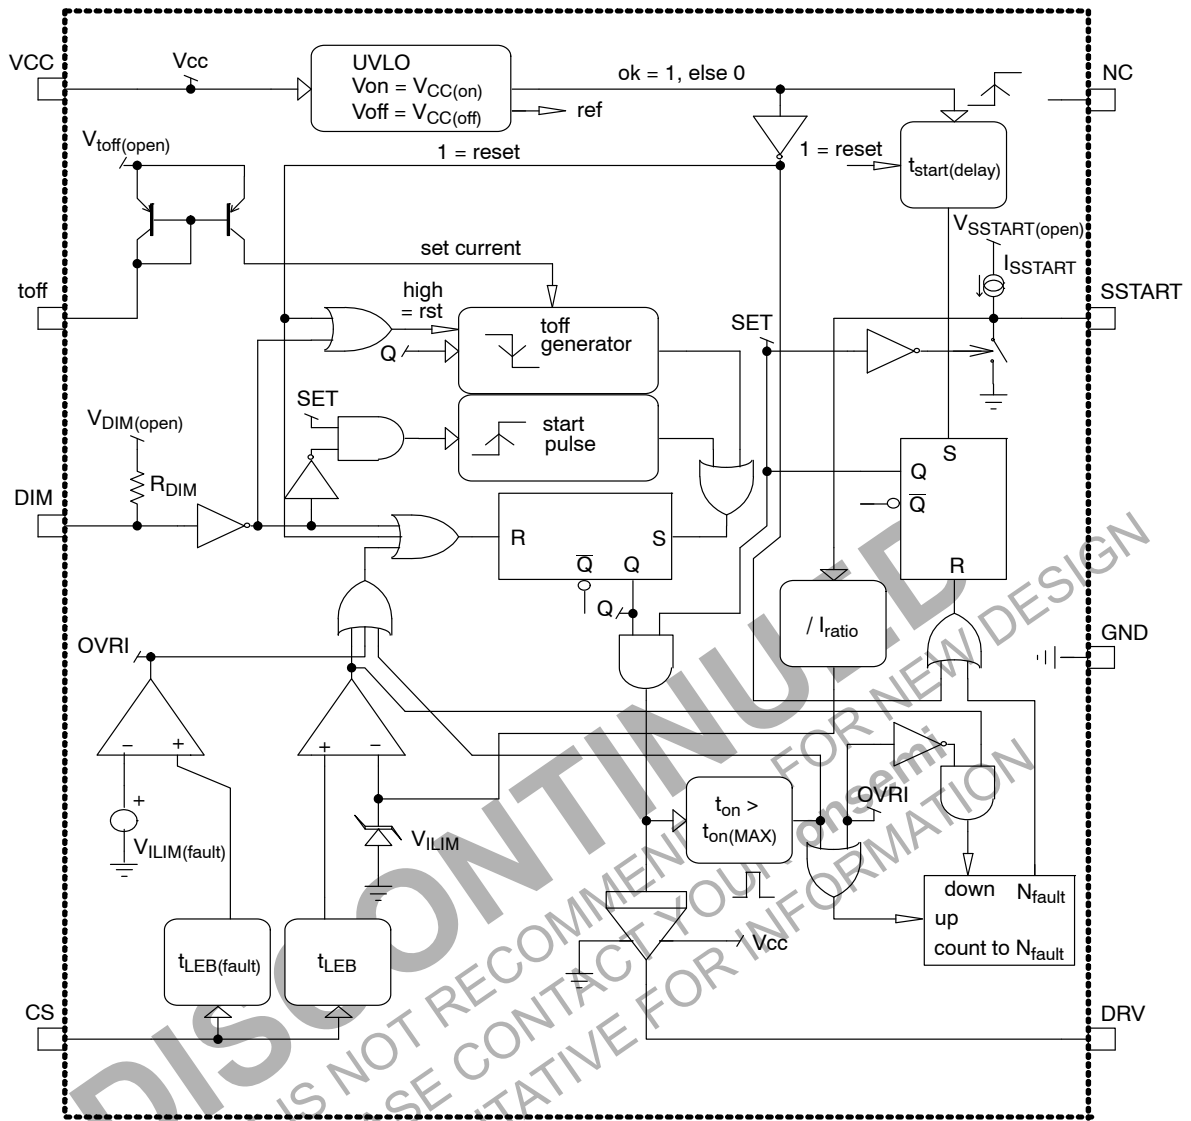 VCC
Vcc
UVLO
Von = VCC(on)
Voff = VCC(off)
ok = 1, else 0
ref
NC
Vtoff(open)
1 = reset
1 = reset
tstart(delay)
VSSTART(open)
ISSTART
set current
toff
high
= rst
Q
toff
generator
SET
SSTART
SET
start
pulse
VDIM(open)
RDIM
DIM
R
S
Q
Q
Q
S
Q
Q
R
/ Iratio
OVRI
GND
−
+
+
−
+
VILIM(fault)
VILIM
ton >
ton(MAX)
OVRI
down
Nfault
up
count to Nfault
Vcc
tLEB(fault)
tLEB
CS
DRV
DISCONTINUED
IS NOT RECOMMENDED FOR NEW DESIGN
ASE CONTACT YOUR onsemi
NTATIVE FOR INFORMATION